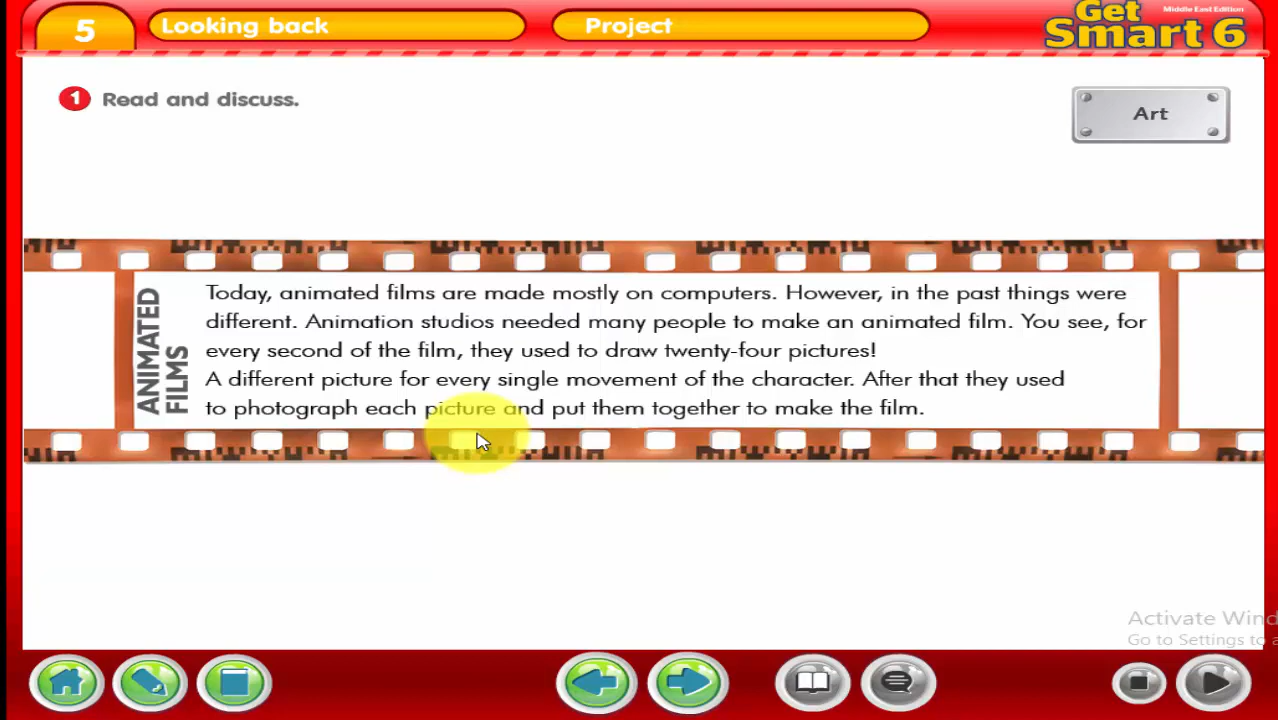 5
Looking back
Project
Get
Middle East Edition
Smart 6
1 Read and discuss.
Art
ANIMATED
FILMS
Today, animated films are made mostly on computers. However, in the past things were
different. Animation studios needed many people to make an animated film. You see, for
every second of the film, they used to draw twenty-four pictures!
A different picture for every single movement of the character. After that they used
to photograph each picture and put them together to make the film.
Activate Wind
Go to Settings to a